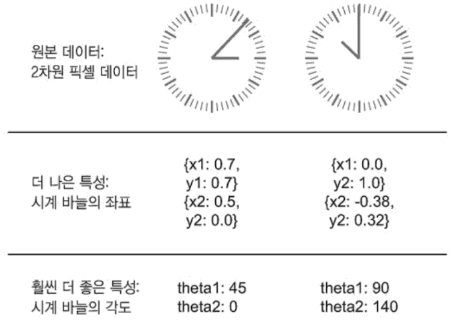 원본 데이터:
2차원 픽셀 데이터
더 나은 특성:
시계 바늘의 좌표
{x1: 0.7,
y1: 0.7}
{x2: 0.5,
y2: 0.0}
{x1: 0.0,
y2: 1.0}
{x2: -0.38,
y2: 0.32}
훨씬 더 좋은 특성:
시계 바늘의 각도
theta1: 45
theta2: 0
theta1: 90
theta2: 140